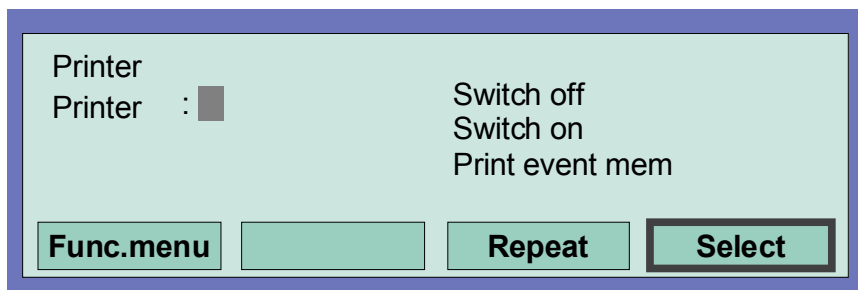 Printer
Printer :
Switch off
Switch on
Print event mem
Func.menu Repeat Select